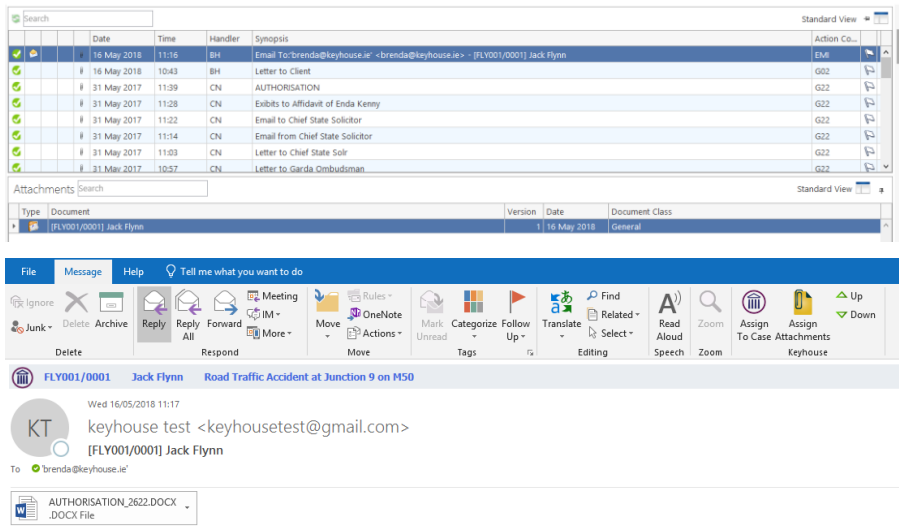 Search Standard View
Date Time Handler Synopsis Action Co...
16 May 2018 11:16 BH Email To:'brenda@keyhouse.ie' <brenda@keyhouse.ie> - [FLY001/0001] Jack Flynn EMI
16 May 2018 10:43 BH Letter to Client G02
31 May 2017 11:39 CN AUTHORISATION G22
31 May 2017 11:28 CN Exibits to Affidavit of Enda Kenny G22
31 May 2017 11:22 CN Email to Chief State Solicitor G22
31 May 2017 11:14 CN Email from Chief State Solicitor G22
31 May 2017 11:03 CN Letter to Chief State Solr G22
31 May 2017 10:57 CN Letter to Garda Ombudsman G22
Attachments Search Standard View
Type Document Version Date Document Class
[FLY001/0001] Jack Flynn 1 16 May 2018 General
File Message Help Tell me what you want to do
Ignore Meeting Rules Find Up
IM OneNote Related Down
Junk Delete Archive Reply Reply All Forward More Move Actions Mark Unread Categorize Follow Up Translate Select Read Aloud Zoom Assign To Case Assign Attachments
Delete Respond Move Tags Editing Speech Zoom Keyhouse
FLY001/0001 Jack Flynn Road Traffic Accident at Junction 9 on M50
Wed 16/05/2018 11:17
KT keyhouse test <keyhousetest@gmail.com>
[FLY001/0001] Jack Flynn
To 'brenda@keyhouse.ie'
AUTHORISATION_2622.DOCX
.DOCX File